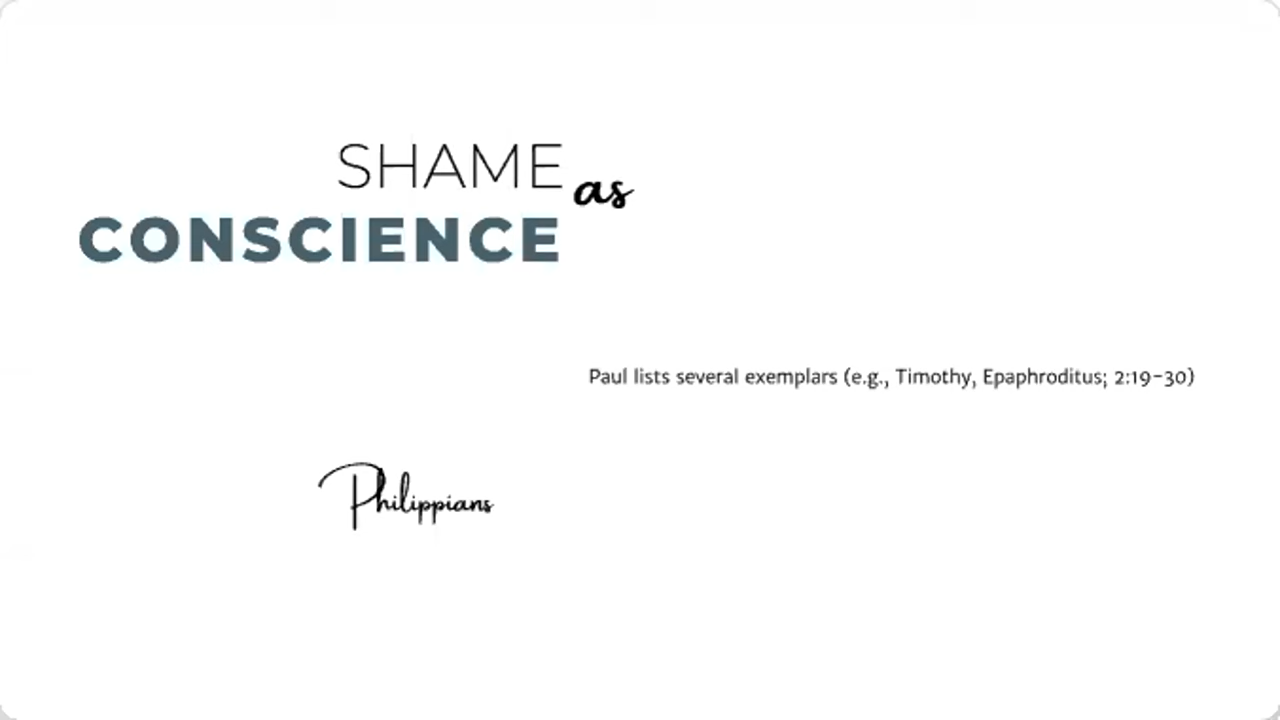 SHAME as
CONSCIENCE
Paul lists several exemplars (e.g., Timothy, Epaphroditus; 2:19–30)
Philippians